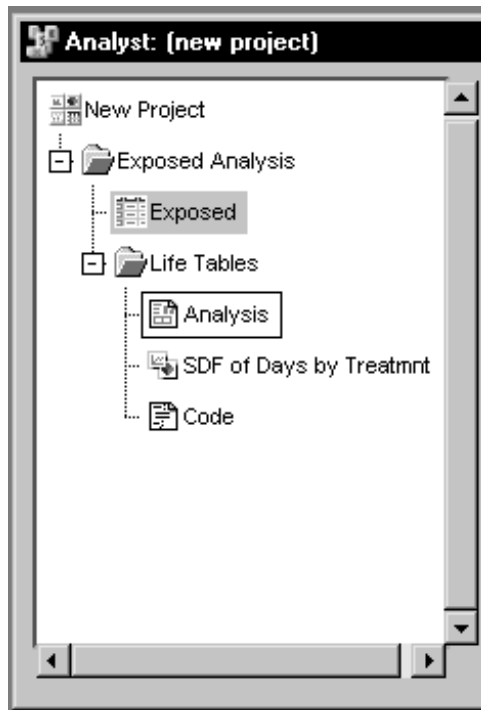 Analyst: (new project)
New Project
Exposed Analysis
Exposed
Life Tables
Analysis
SDF of Days by Treatmnt
Code